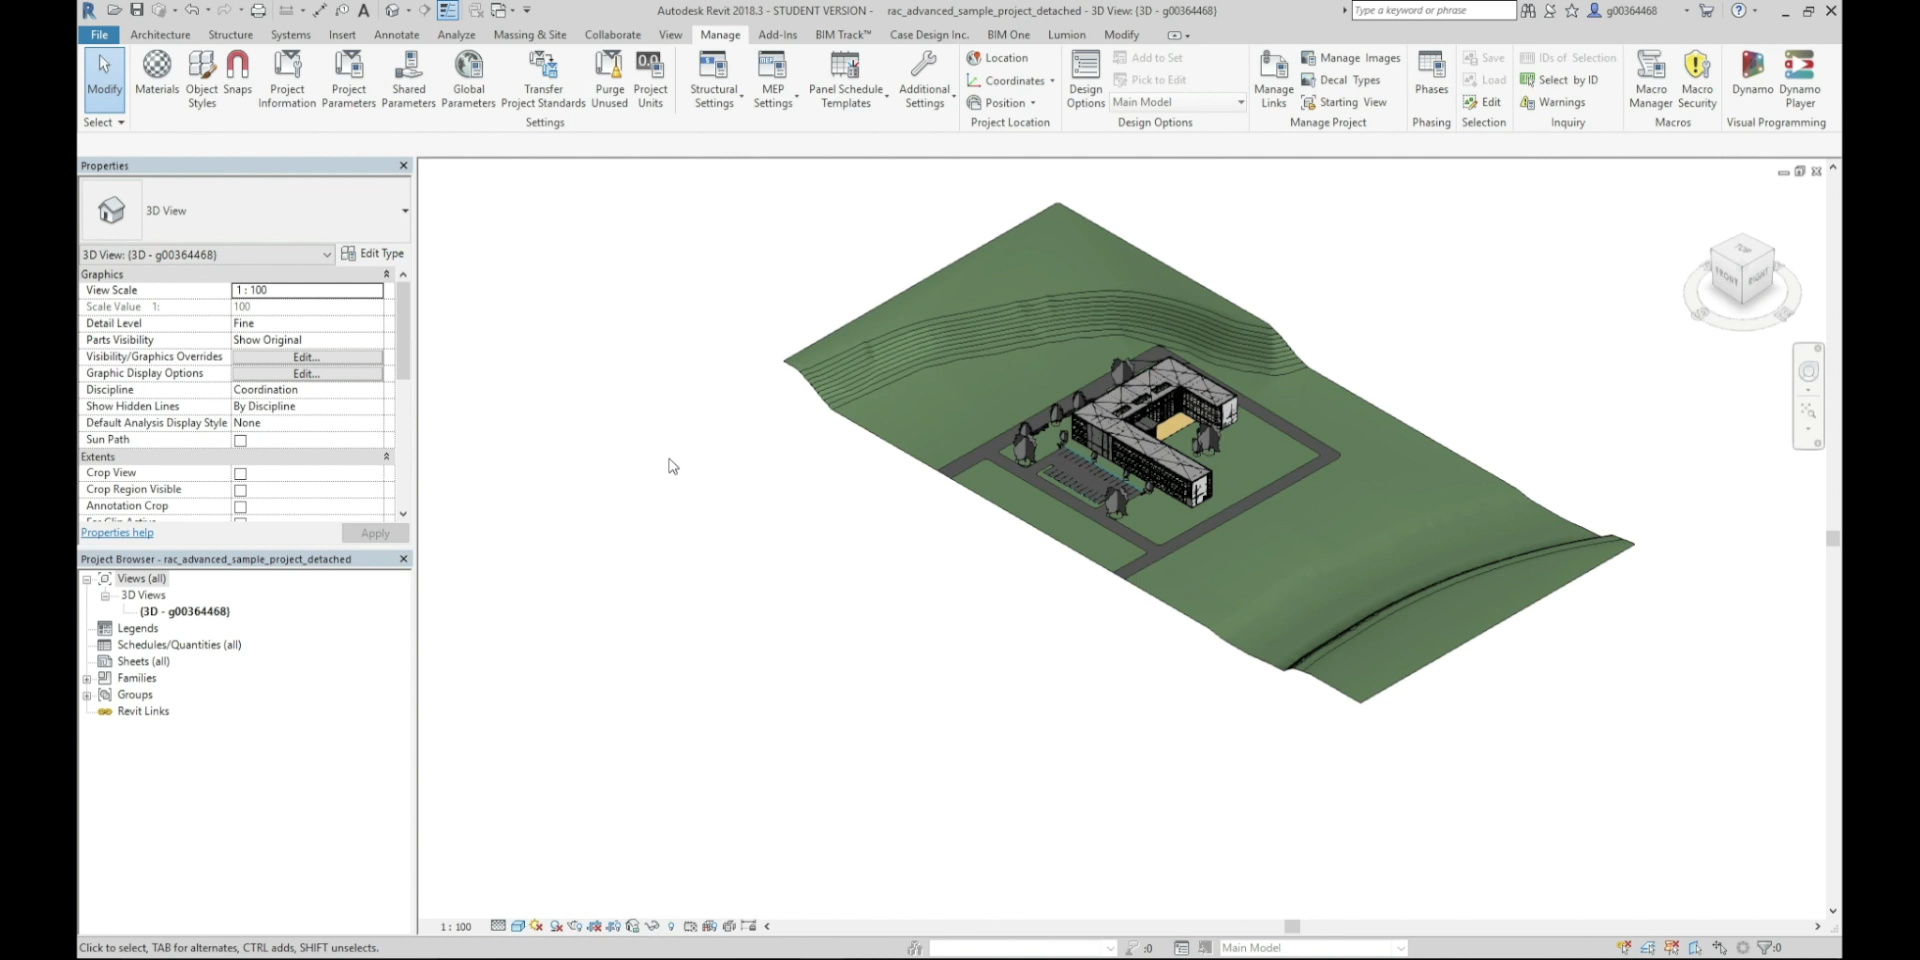 Autodesk Revit 2018.3 - STUDENT VERSION - rac_advanced_sample_project_detached - 3D View: {3D - g00364468}
Type a keyword or phrase
g00364468
File Architecture Structure Systems Insert Annotate Analyze Massing & Site Collaborate View Manage Add-Ins BIM Track™ Case Design Inc. BIM One Lumion Modify
Modify
Materials
Object Styles
Snaps
Project Information
Project Parameters
Shared Parameters
Global Parameters
Transfer Project Standards
Purge Unused
Project Units
Structural Settings
MEP Settings
Panel Schedule Templates
Additional Settings
Location
Coordinates
Position
Design Options
Add to Set
Pick to Edit
Main Model
Manage Links
Manage Images
Decal Types
Starting View
Phases
Save
Load
Edit
IDs of Selection
Select by ID
Warnings
Macro Manager
Macro Security
Dynamo
Dynamo Player
Select Settings Project Location Design Options Manage Project Phasing Selection Inquiry Macros Visual Programming
Properties
3D View
3D View: {3D - g00364468} Edit Type
Graphics
View Scale 1 : 100
Scale Value 1: 100
Detail Level Fine
Parts Visibility Show Original
Visibility/Graphics Overrides Edit...
Graphic Display Options Edit...
Discipline Coordination
Show Hidden Lines By Discipline
Default Analysis Display Style None
Sun Path
Extents
Crop View
Crop Region Visible
Annotation Crop
Properties help Apply
Project Browser - rac_advanced_sample_project_detached
Views (all)
3D Views
{3D - g00364468}
Legends
Schedules/Quantities (all)
Sheets (all)
Families
Groups
Revit Links
TOP
FRONT RIGHT
1 : 100
Click to select, TAB for alternates, CTRL adds, SHIFT unselects.
:0
Main Model
:0